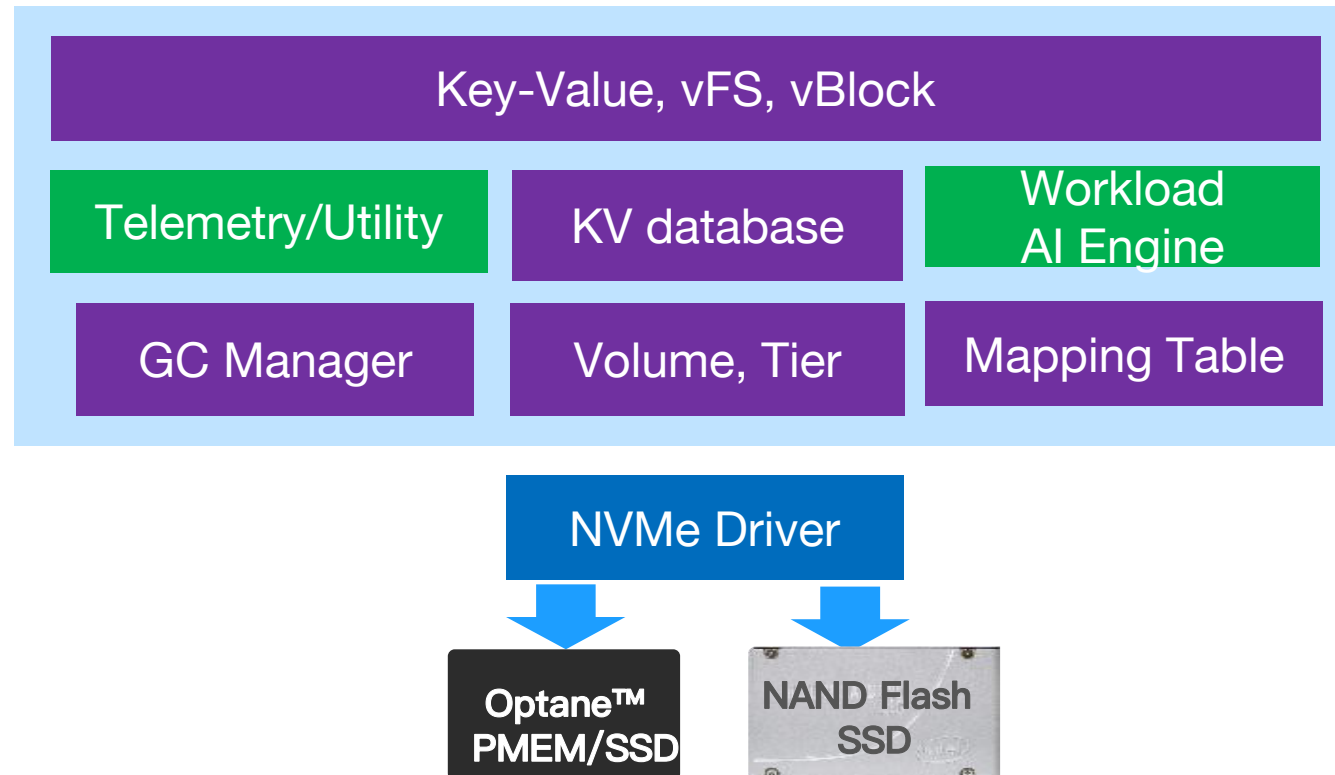 Key-Value, vFS, vBlock
Telemetry/Utility
KV database
Workload
AI Engine
GC Manager
Volume, Tier
Mapping Table
NVMe Driver
Optane™
PMEM/SSD
NAND Flash
SSD